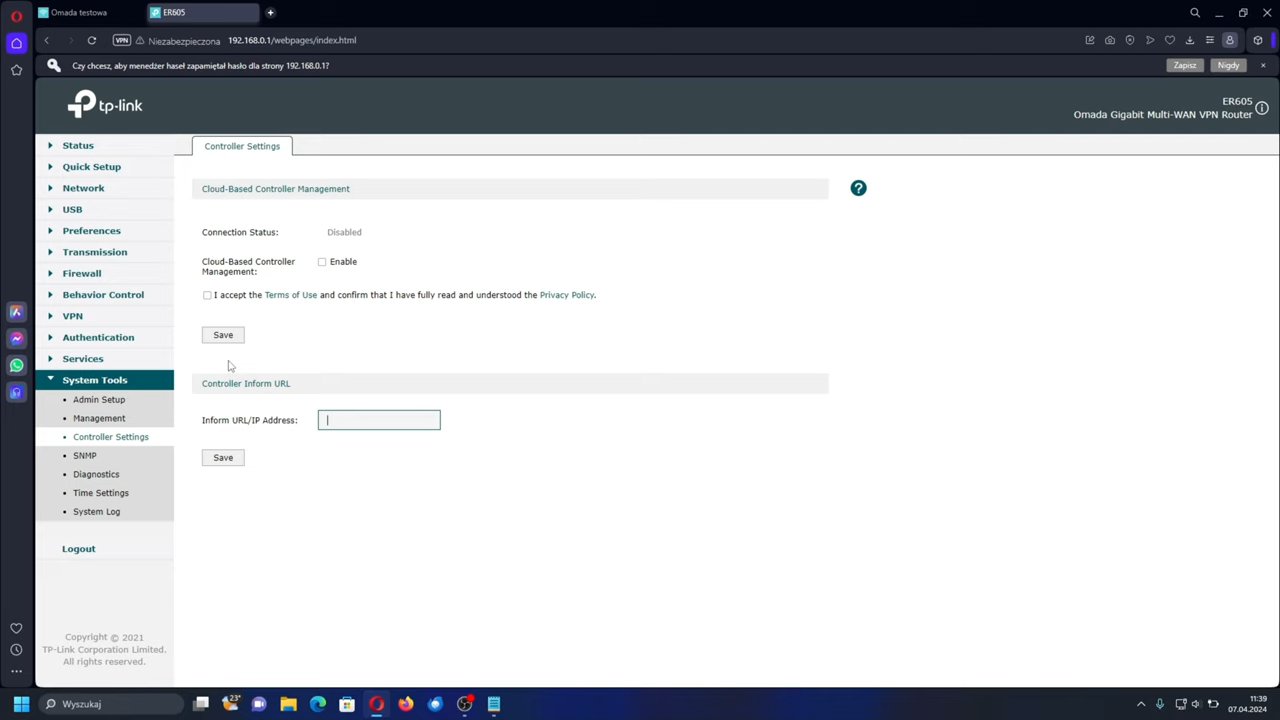 Omada testowa
ER605
VPN
Niezabezpieczona 192.168.0.1/webpages/index.html
Czy chcesz, aby menedżer haseł zapamiętał hasło dla strony 192.168.0.1?
Zapisz
Nigdy
tp-link
ER605
Omada Gigabit Multi-WAN VPN Router
Status
Quick Setup
Network
USB
Preferences
Transmission
Firewall
Behavior Control
VPN
Authentication
Services
System Tools
Admin Setup
Management
Controller Settings
SNMP
Diagnostics
Time Settings
System Log
Logout
Copyright © 2021
TP-Link Corporation Limited.
All rights reserved.
Controller Settings
Cloud-Based Controller Management
Connection Status: Disabled
Cloud-Based Controller
Management:
Enable
I accept the Terms of Use and confirm that I have fully read and understood the Privacy Policy.
Save
Controller Inform URL
Inform URL/IP Address:
Save
Wyszukaj
23°
11:39
07.04.2024